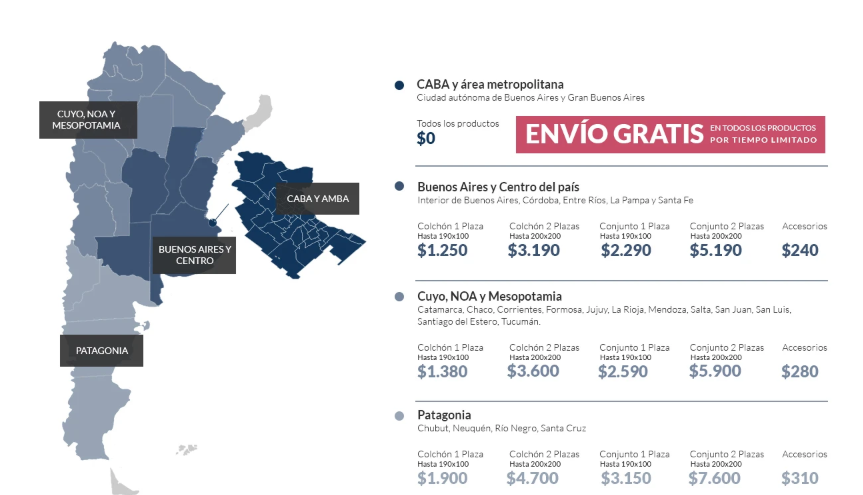 CUYO, NOA Y
MESOPOTAMIA
CABA Y AMBA
BUENOS AIRES Y
CENTRO
PATAGONIA
CABA y área metropolitana
Ciudad autónoma de Buenos Aires y Gran Buenos Aires
Todos los productos
$0
ENVÍO GRATIS
EN TODOS LOS PRODUCTOS
POR TIEMPO LIMITADO
Buenos Aires y Centro del país
Interior de Buenos Aires, Córdoba, Entre Ríos, La Pampa y Santa Fe
Colchón 1 Plaza Colchón 2 Plazas Conjunto 1 Plaza Conjunto 2 Plazas Accesorios
Hasta 190x100 Hasta 200x200 Hasta 190x100 Hasta 200x200
$1.250 $3.190 $2.290 $5.190 $240
Cuyo, NOA y Mesopotamia
Catamarca, Chaco, Corrientes, Formosa, Jujuy, La Rioja, Mendoza, Salta, San Juan, San Luis,
Santiago del Estero, Tucumán.
Colchón 1 Plaza Colchón 2 Plazas Conjunto 1 Plaza Conjunto 2 Plazas Accesorios
Hasta 190x100 Hasta 200x200 Hasta 190x100 Hasta 200x200
$1.380 $3.600 $2.590 $5.900 $280
Patagonia
Chubut, Neuquén, Río Negro, Santa Cruz
Colchón 1 Plaza Colchón 2 Plazas Conjunto 1 Plaza Conjunto 2 Plazas Accesorios
Hasta 190x100 Hasta 200x200 Hasta 190x100 Hasta 200x200
$1.900 $4.700 $3.150 $7.600 $310